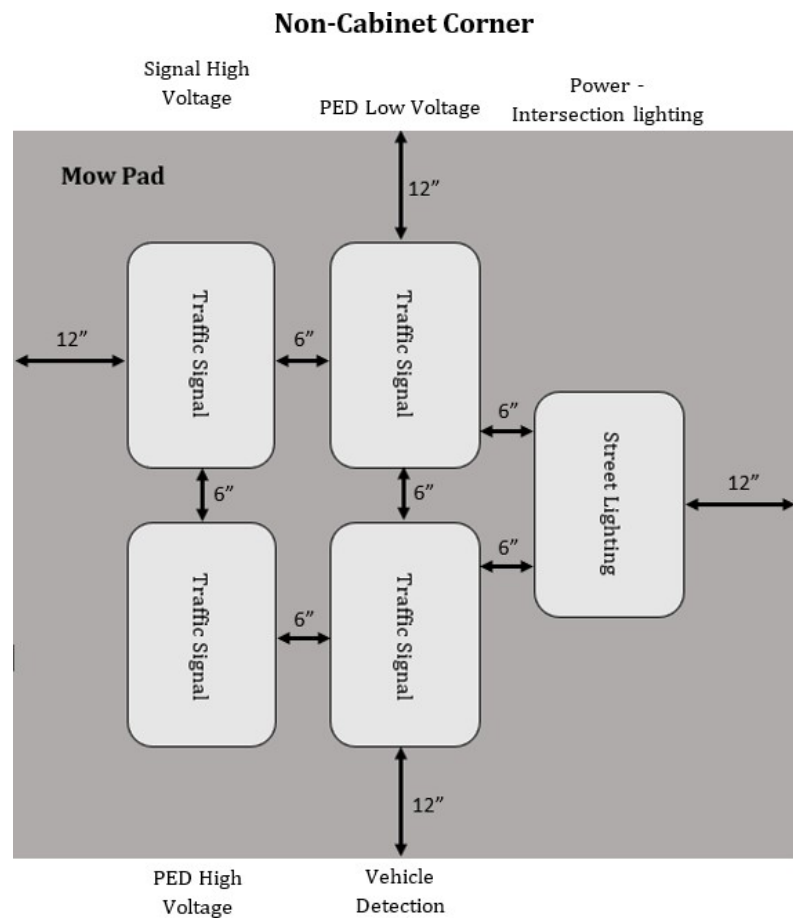 Non-Cabinet Corner
Signal High
Voltage
PED Low Voltage
Power -
Intersection lighting
Mow Pad
12”
Traffic Signal
Traffic Signal
12”
6”
6”
Street Lighting
6”
6”
12”
6”
Traffic Signal
Traffic Signal
6”
12”
PED High
Voltage
Vehicle
Detection